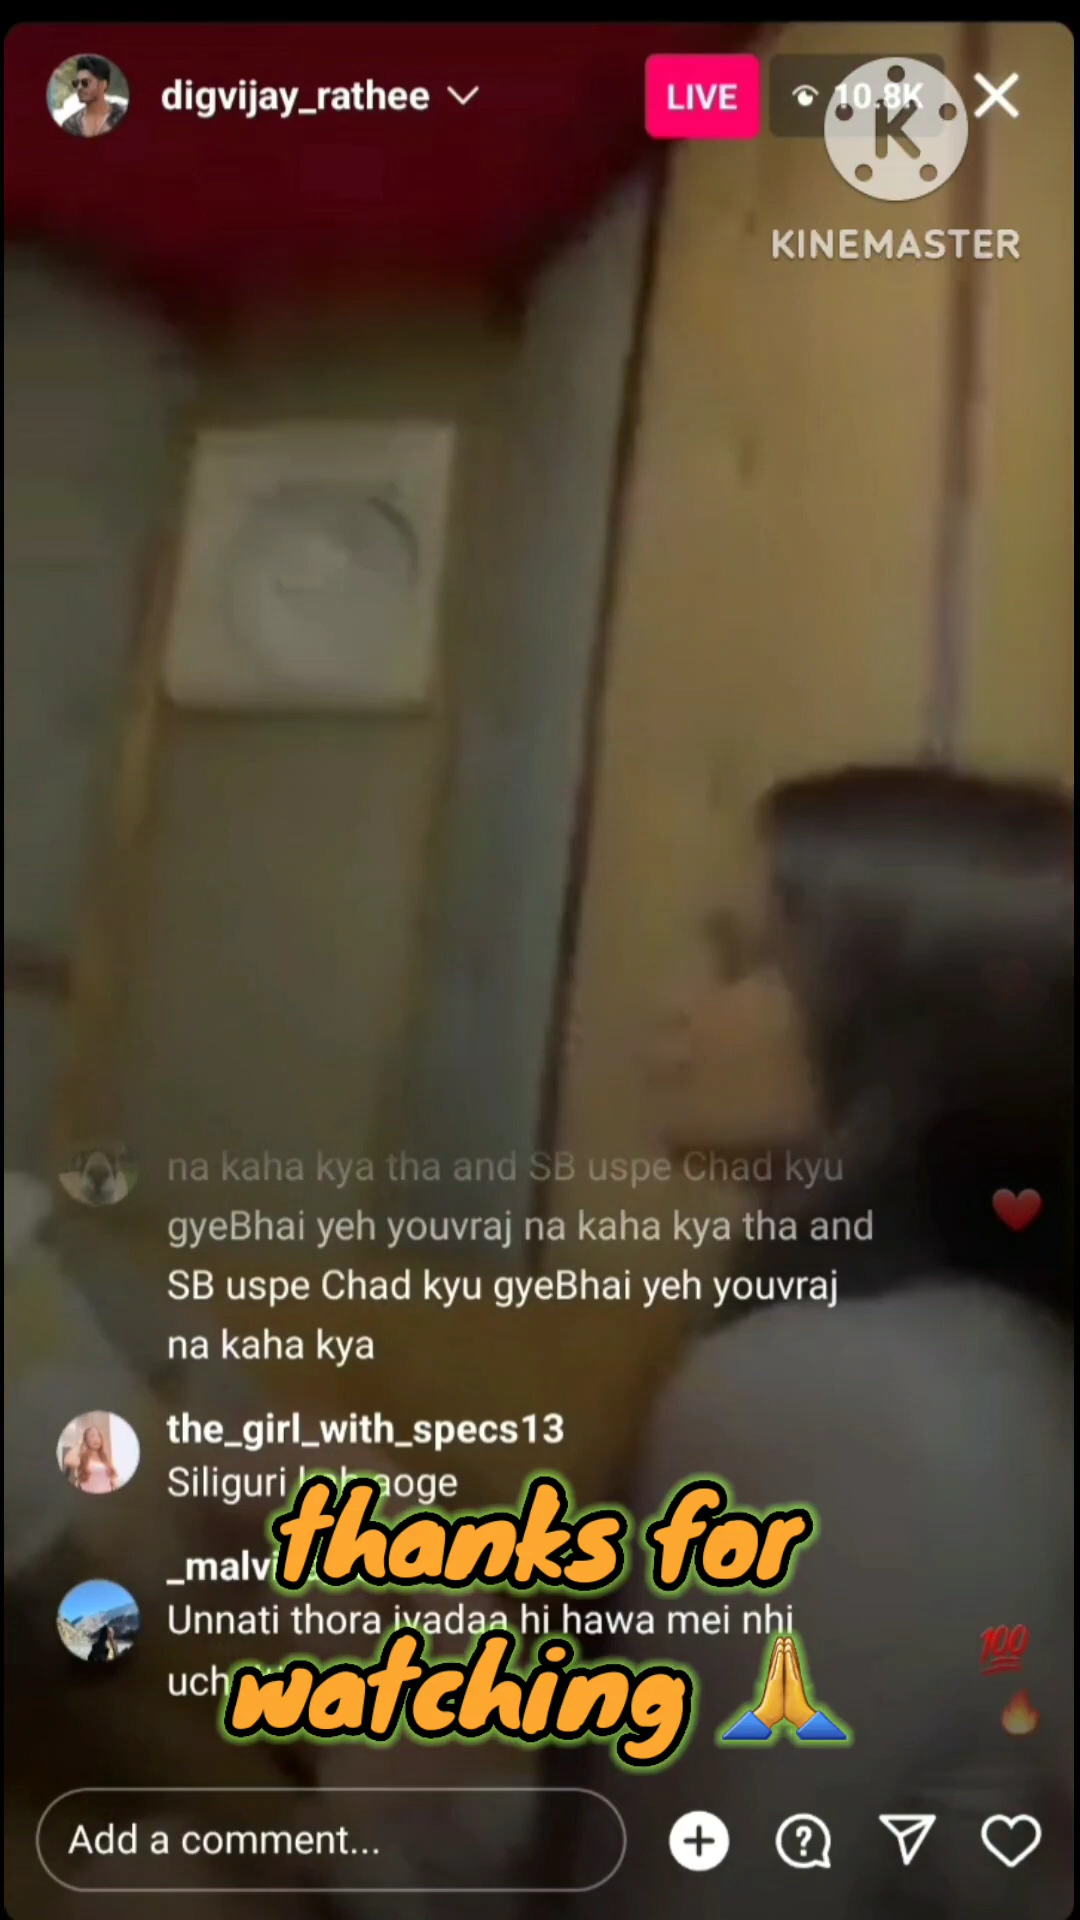 digvijay_rathee
LIVE
10.8K
K
KINEMASTER
na kaha kya tha and SB uspe Chad kyu
gyeBhai yeh youvraj na kaha kya tha and
SB uspe Chad kyu gyeBhai yeh youvraj
na kaha kya
the_girl_with_specs13
Siliguri aoge
Unnati thora jyadaa hi hawa mei nhi
thanks for
watching 🙏
💯
Add a comment...